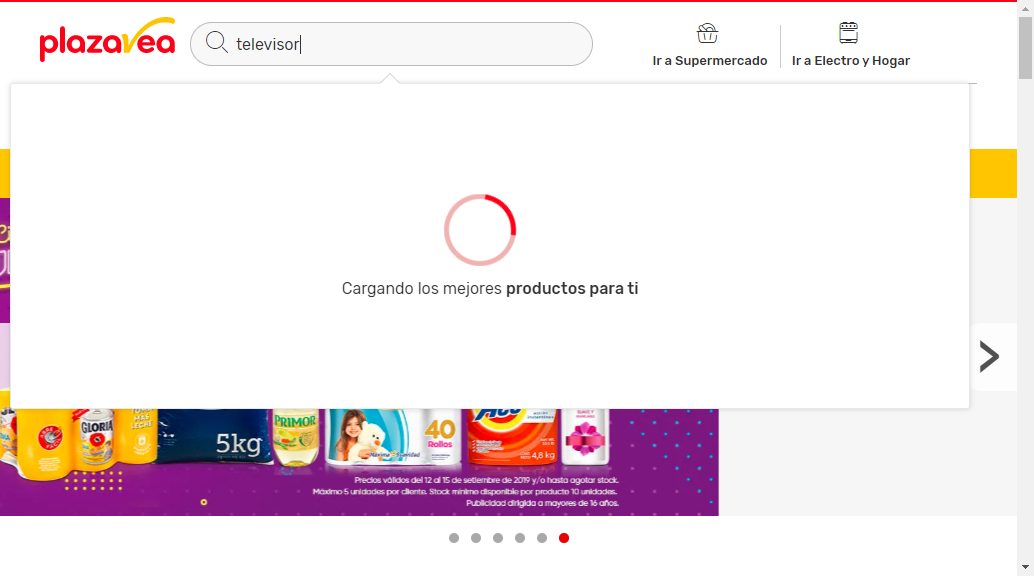 plazavea
televisor
Ir a Supermercado
Ir a Electro y Hogar
Cargando los mejores productos para ti
GLORIA
5kg
PRIMOR
40
Rollos
4,8 kg
Precios válidos del 12 al 15 de setiembre de 2019 y/o hasta agotar stock.
Máximo 5 unidades por cliente. Stock mínimo disponible por producto 10 unidades.
Publicidad dirigida a mayores de 16 años.